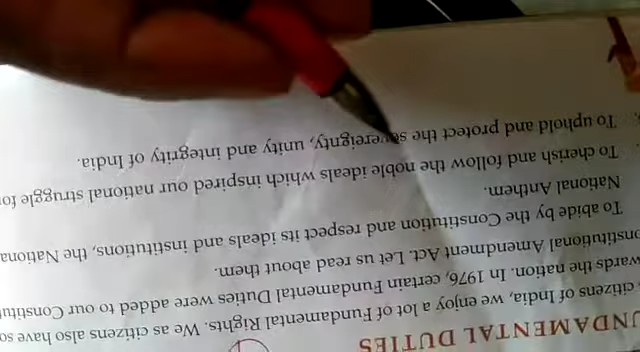 UNDAMENTAL DUTIES
citizens of India, we enjoy a lot of Fundamental Rights. We as citizens also have so
wards the nation. In 1976, certain Fundamental Duties were added to our Constitut
onstitutional Amendment Act. Let us read about them.
To abide by the Constitution and respect its ideals and institutions, the Nationa
National Anthem.
To cherish and follow the noble ideals which inspired our national struggle fo
To uphold and protect the sovereignty, unity and integrity of India.